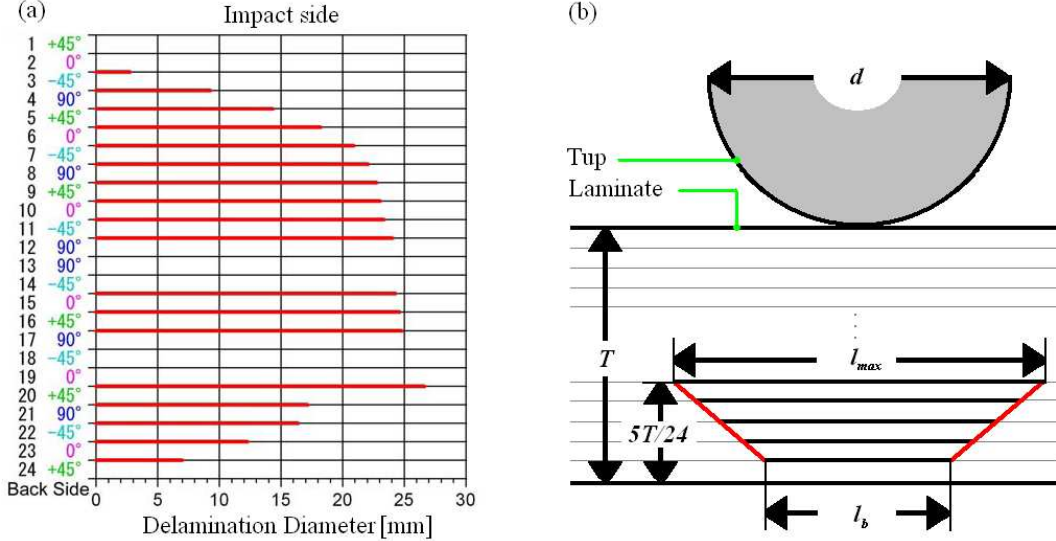 (a)
Impact side
1 +45°
2 0°
3 −45°
4 90°
5 +45°
6 0°
7 −45°
8 90°
9 +45°
10 0°
11 −45°
12 90°
13 90°
14 −45°
15 0°
16 +45°
17 90°
18 −45°
19 0°
20 +45°
21 90°
22 −45°
23 0°
24 +45°
Back Side
0 5 10 15 20 25 30
Delamination Diameter [mm]
(b)
d
Tup
Laminate
T
l_max
5T/24
l_b